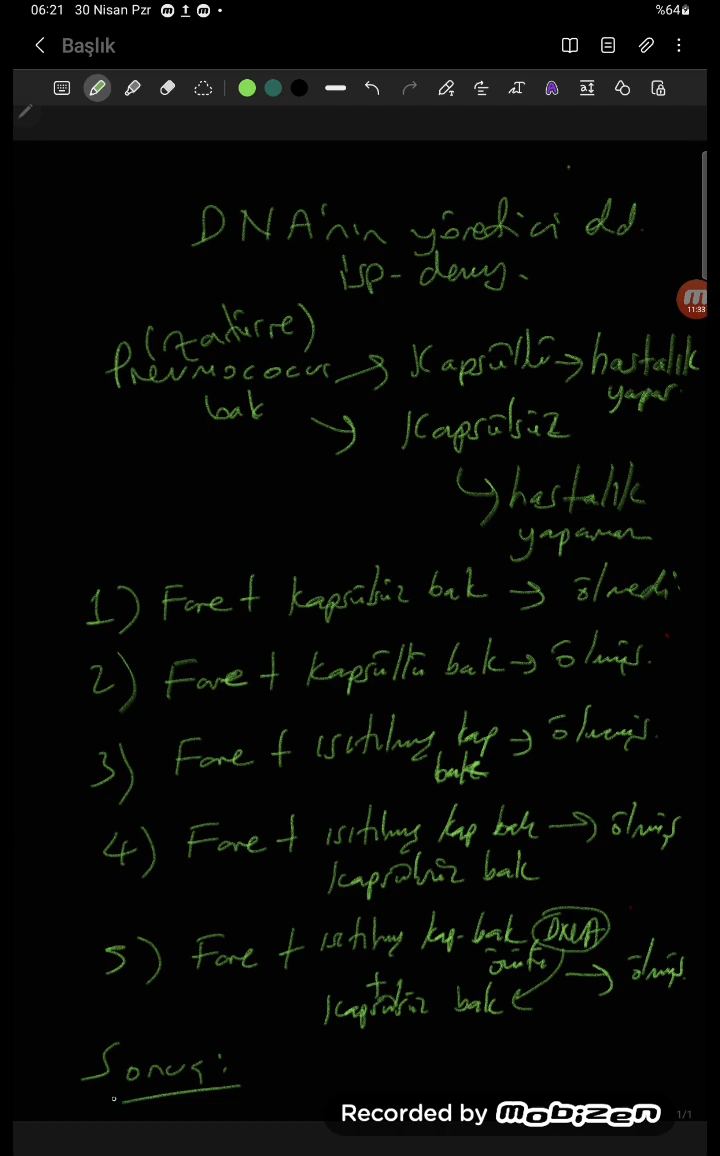 06:21 30 Nisan Pzr %64
Başlık
DNA'nın yönetici old.
isp- deney.
(zatürre)
Pneumococus → Kapsüllü → hastalık
bak yapar.
→ Kapsülsüz
↳ hastalık
yapamaz
1) Fare + kapsülsüz bak → ölmedi.
2) Fare + kapsüllü bak → ölmüş.
3) Fare + ısıtılmış kap → ölmemiş.
bak
4) Fare + ısıtılmış kap bak → ölmüş
kapsülsüz bak
5) Fare + ısıtılmış kap-bak DNA
özütü → ölmüş.
+
kapsülsüz bak
Sonuç:
11:33
Recorded by mobizen 1/1